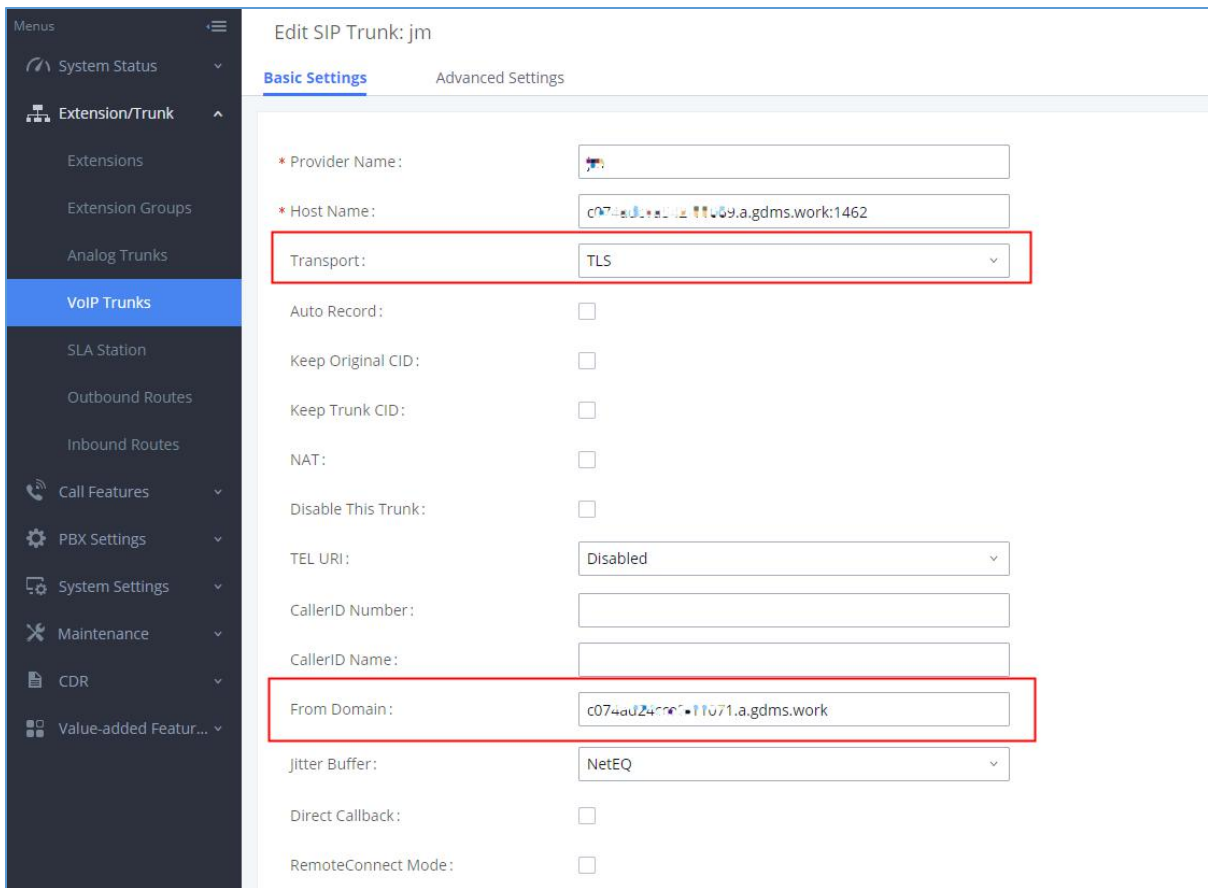 Menus
Edit SIP Trunk: jm
System Status
Basic Settings Advanced Settings
Extension/Trunk
Extensions
* Provider Name:
Extension Groups
* Host Name: .a.gdms.work:1462
Analog Trunks
Transport: TLS
VoIP Trunks
Auto Record:
SLA Station
Keep Original CID:
Outbound Routes
Keep Trunk CID:
Inbound Routes
NAT:
Call Features
Disable This Trunk:
PBX Settings
TEL URI: Disabled
System Settings
CallerID Number:
Maintenance
CallerID Name:
CDR
From Domain: .a.gdms.work
Value-added Featur...
Jitter Buffer: NetEQ
Direct Callback:
RemoteConnect Mode: